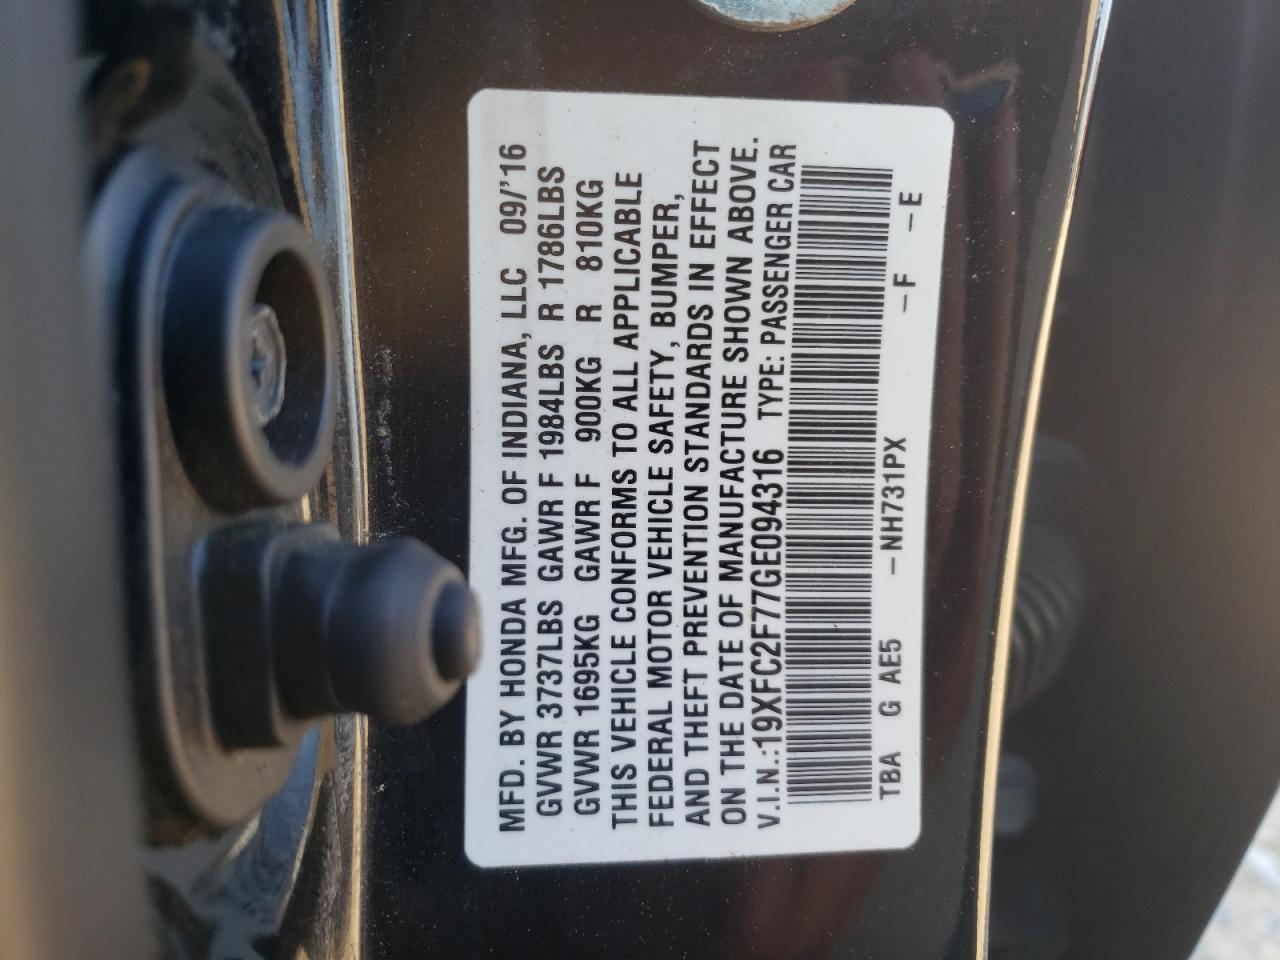 MFD. BY HONDA MFG. OF INDIANA, LLC 09/'16
GVWR 3737LBS GAWR F 1984LBS R 1786LBS
GVWR 1695KG GAWR F 900KG R 810KG
THIS VEHICLE CONFORMS TO ALL APPLICABLE
FEDERAL MOTOR VEHICLE SAFETY, BUMPER,
AND THEFT PREVENTION STANDARDS IN EFFECT
ON THE DATE OF MANUFACTURE SHOWN ABOVE.
V.I.N.:19XFC2F77GE094316 TYPE: PASSENGER CAR
TBA G AE5 –NH731PX –F –E